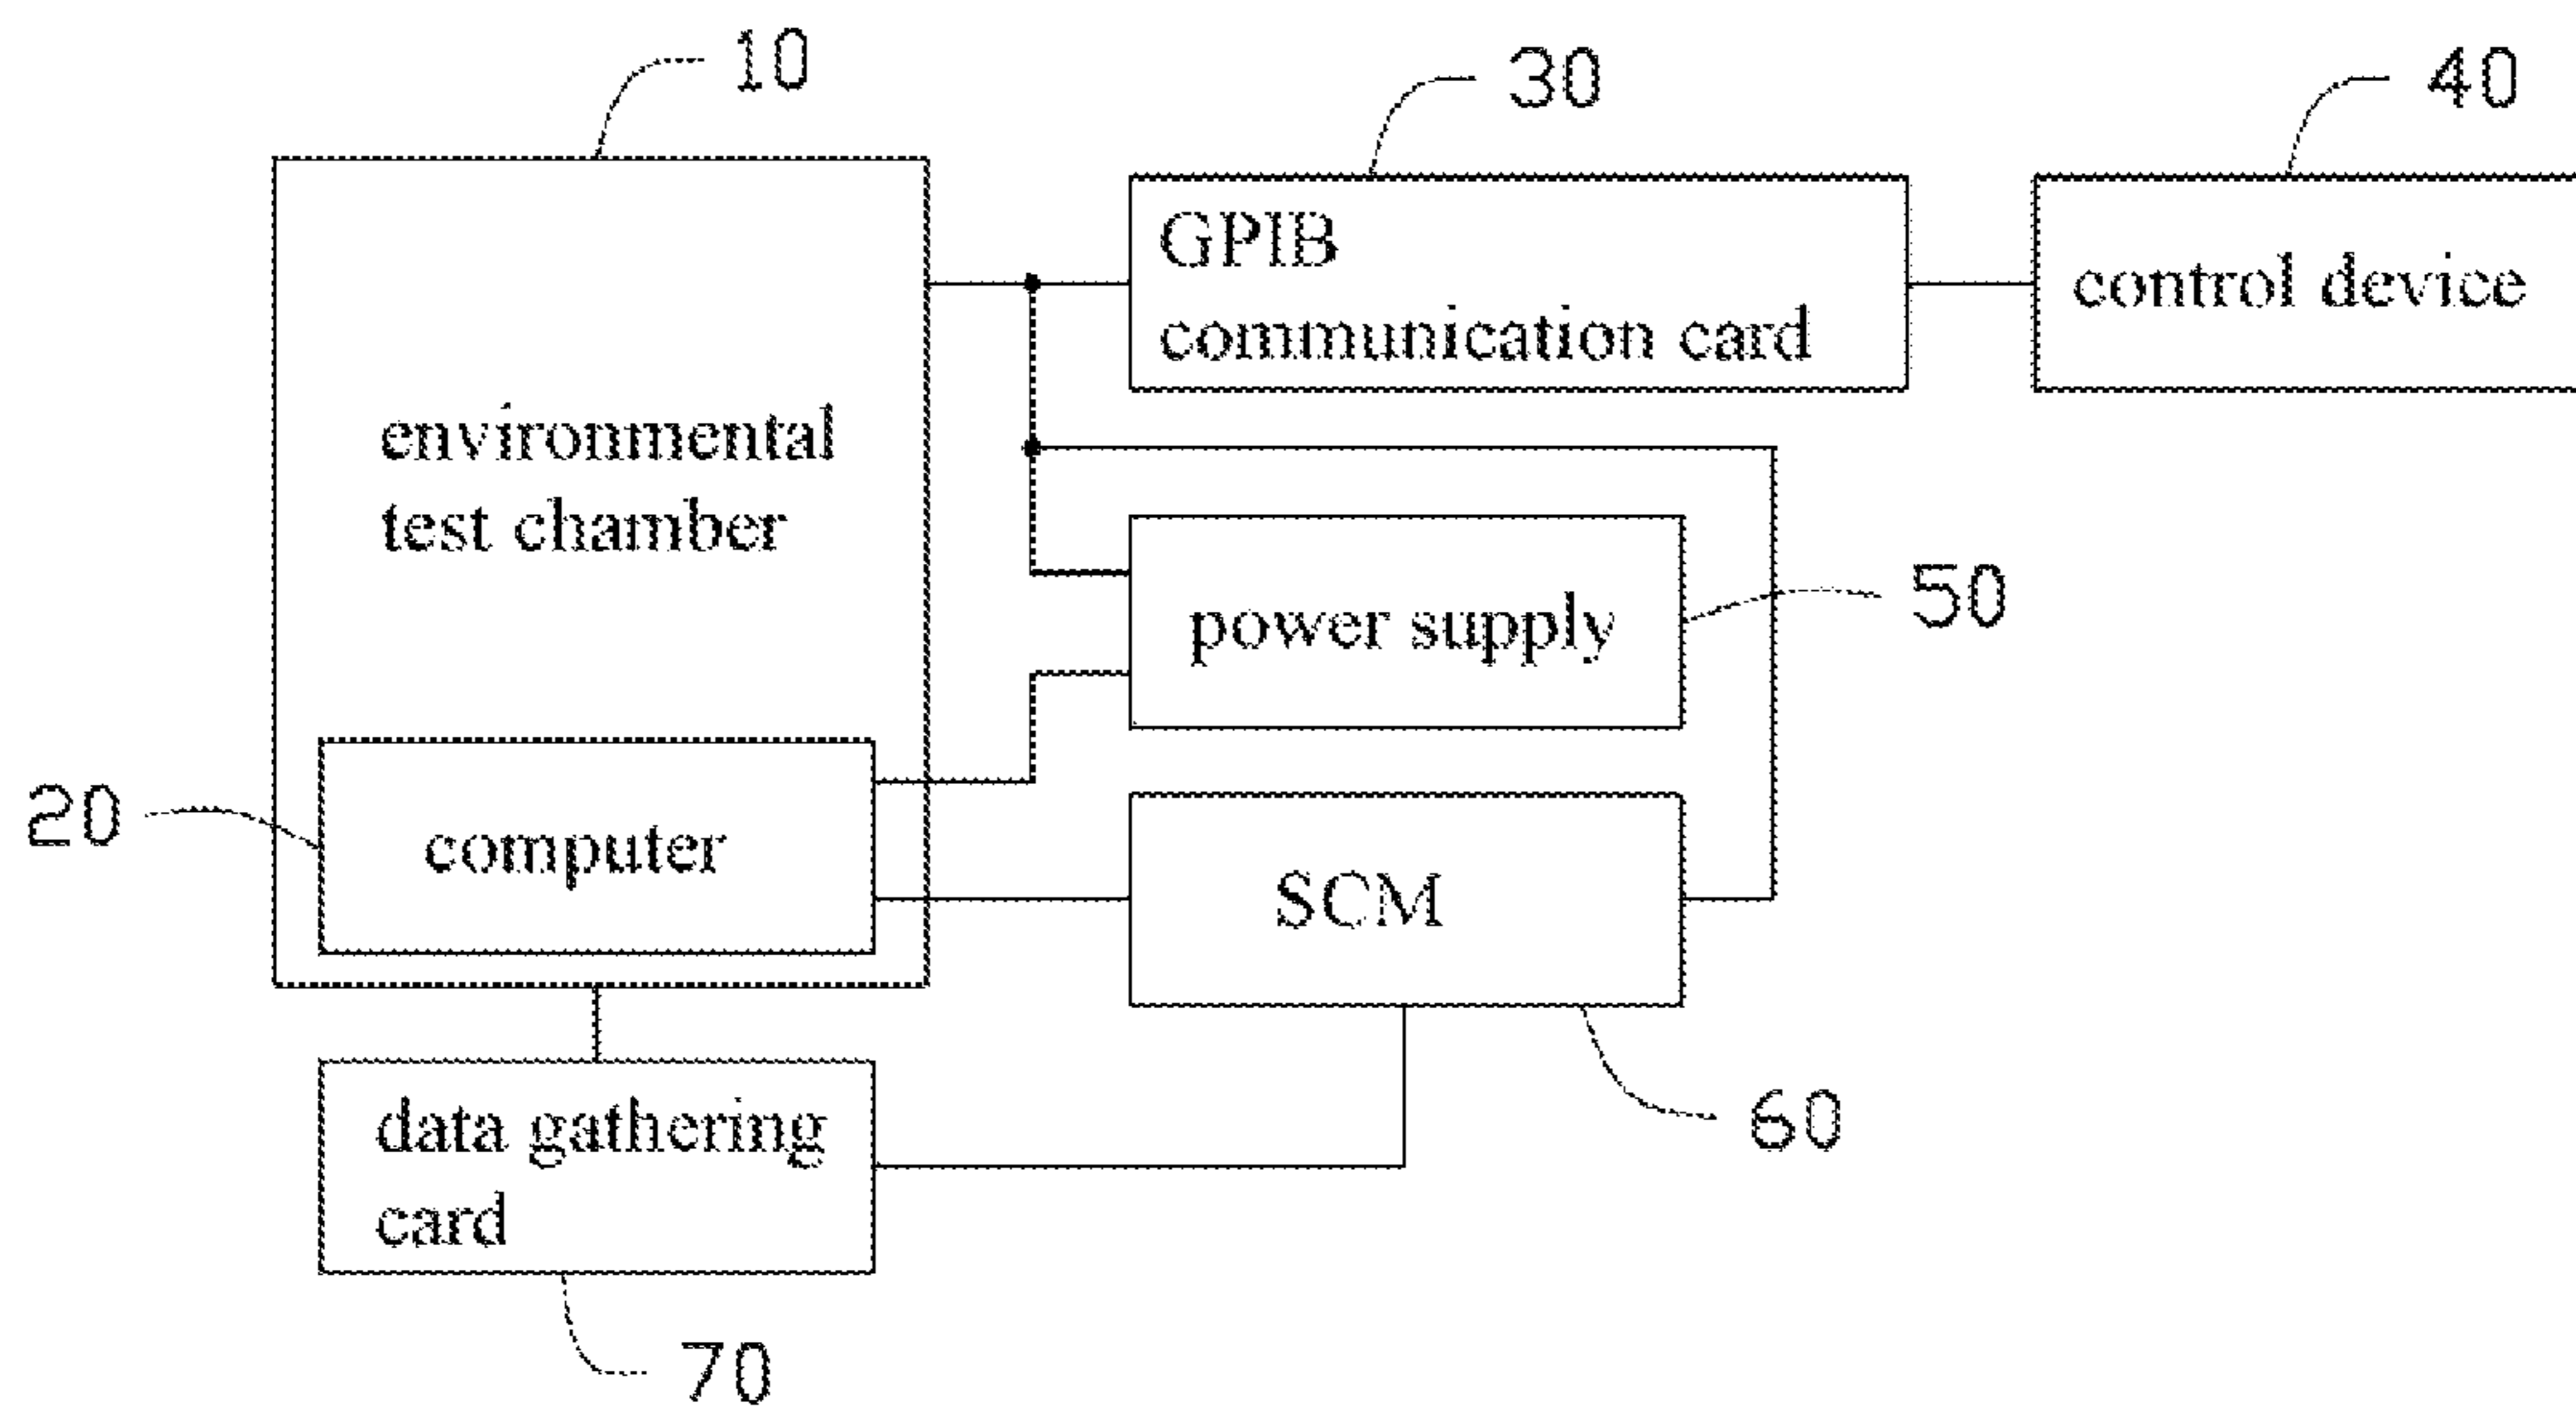 10
30
40
GPIB
communication card
control device
environmental
test chamber
50
power supply
20
computer
SCM
60
data gathering
card
70